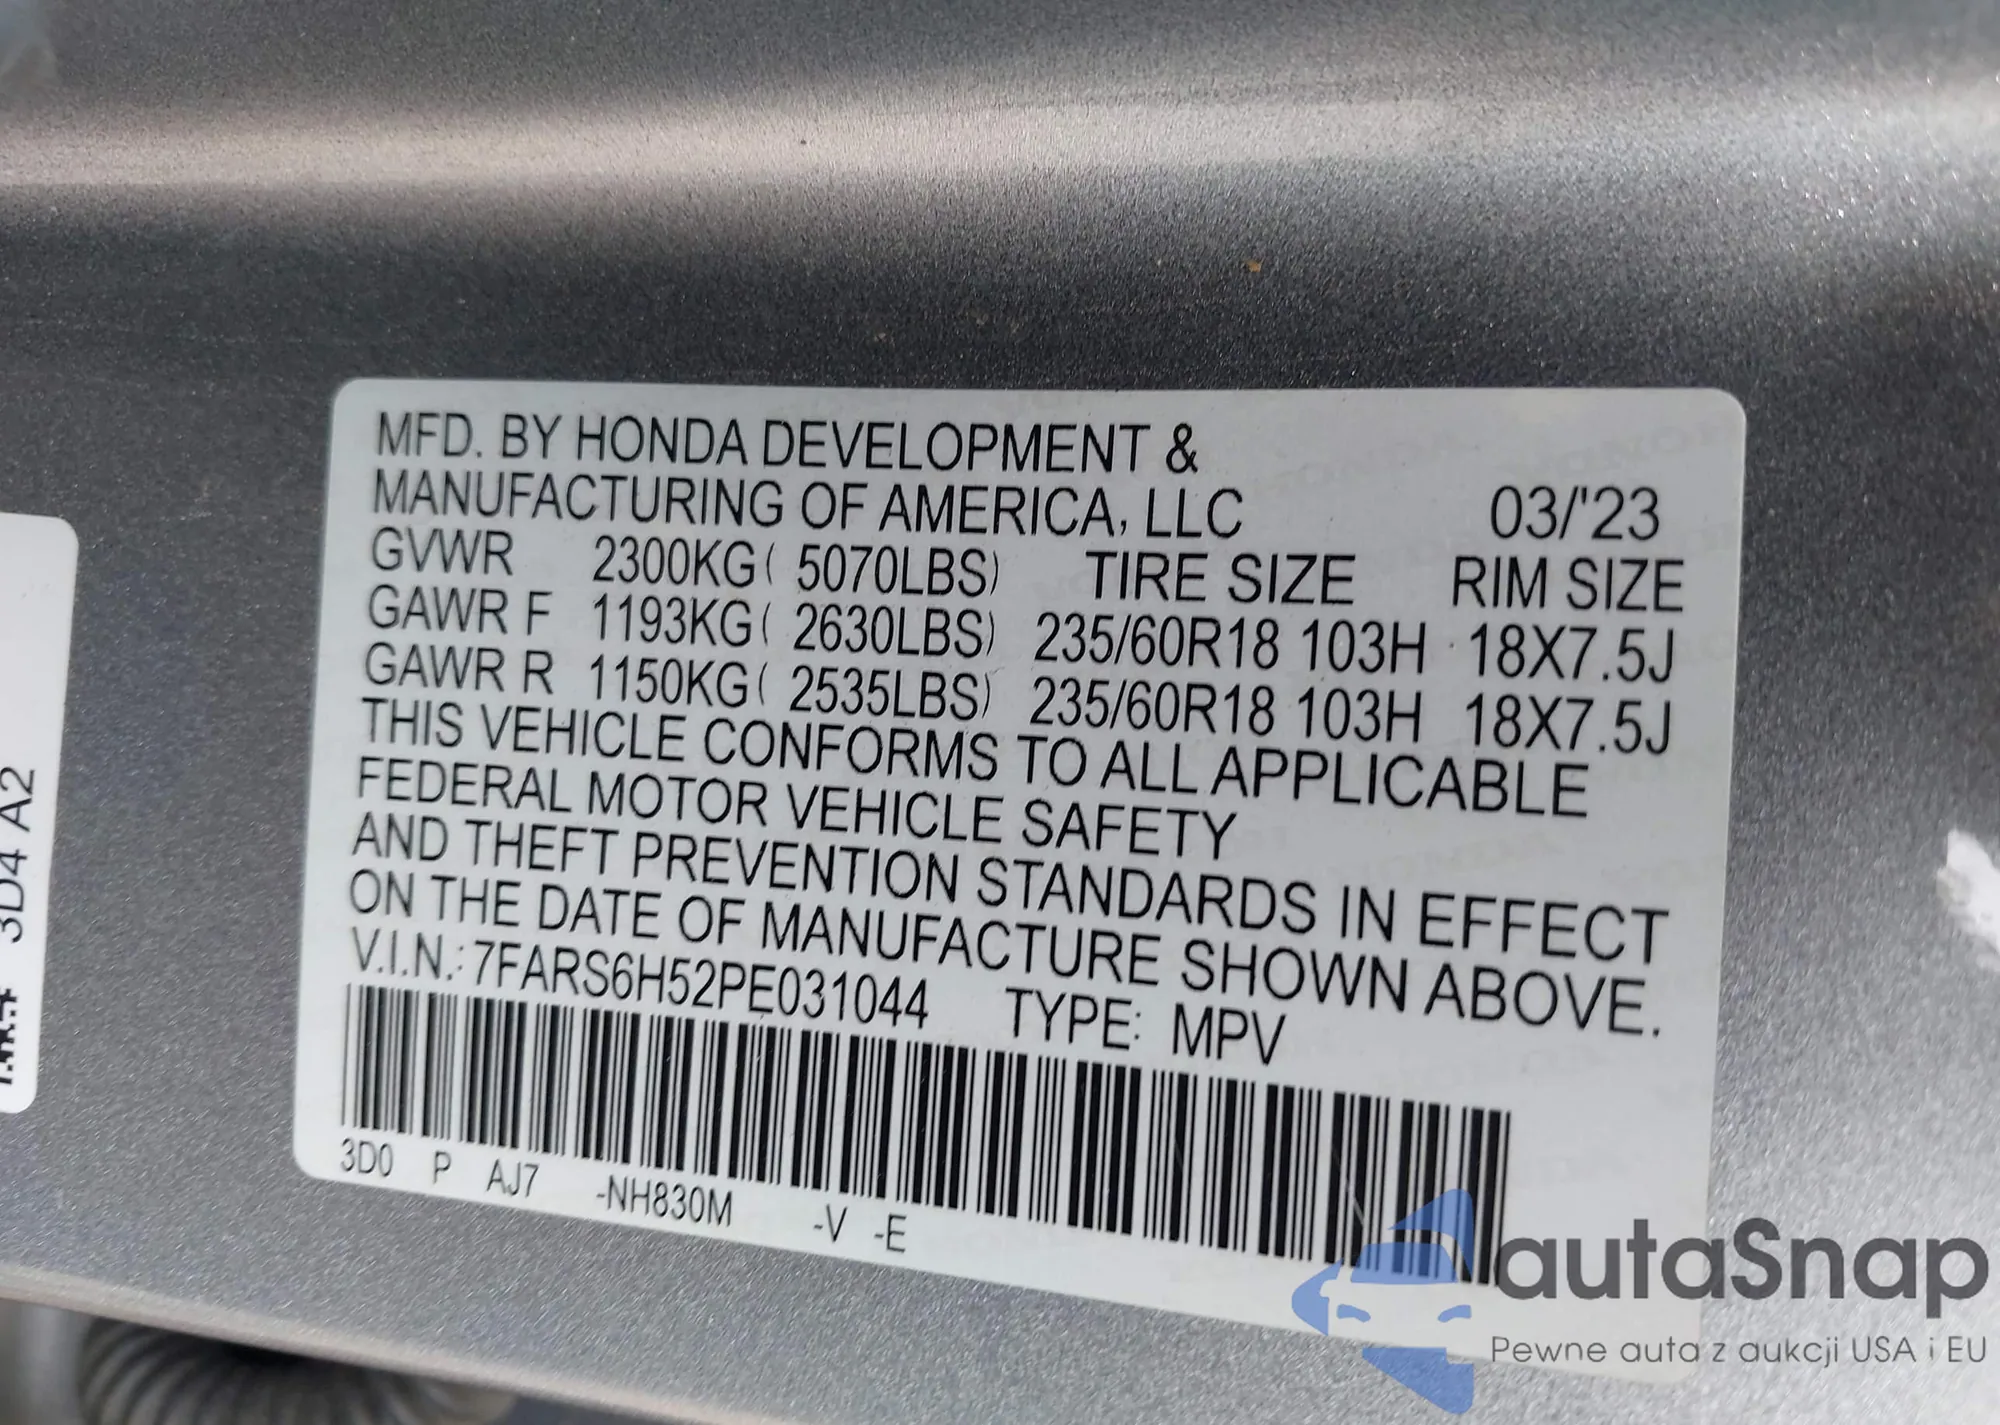 MFD. BY HONDA DEVELOPMENT &
MANUFACTURING OF AMERICA, LLC 03/'23
GVWR 2300KG( 5070LBS) TIRE SIZE RIM SIZE
GAWR F 1193KG( 2630LBS) 235/60R18 103H 18X7.5J
GAWR R 1150KG( 2535LBS) 235/60R18 103H 18X7.5J
THIS VEHICLE CONFORMS TO ALL APPLICABLE
FEDERAL MOTOR VEHICLE SAFETY
AND THEFT PREVENTION STANDARDS IN EFFECT
ON THE DATE OF MANUFACTURE SHOWN ABOVE.
V.I.N.: 7FARS6H52PE031044 TYPE: MPV
3D0 P AJ7 -NH830M -V -E
3D4 A2
autaSnap
Pewne auta z aukcji USA i EU